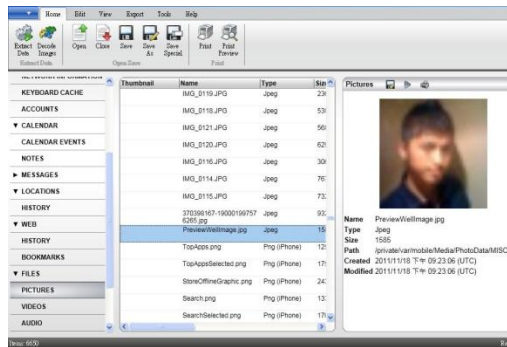 Home Edit View Export Tools Help
Extract Data
Decode Images
Open
Close
Save
Save As
Save Special
Print
Print Preview
Extract Data
Open/Save
Print
KEYBOARD CACHE
ACCOUNTS
▼ CALENDAR
CALENDAR EVENTS
NOTES
► MESSAGES
▼ LOCATIONS
HISTORY
▼ WEB
HISTORY
BOOKMARKS
▼ FILES
PICTURES
VIDEOS
AUDIO
Thumbnail Name Type
IMG_0119.JPG Jpeg
IMG_0118.JPG Jpeg
IMG_0121.JPG Jpeg
IMG_0120.JPG Jpeg
IMG_0116.JPG Jpeg
IMG_0114.JPG Jpeg
IMG_0115.JPG Jpeg
370398167-19000199757
6265.jpg Jpeg
PreviewWellImage.jpg Jpeg
TopApps.png Png (iPhone)
TopAppsSelected.png Png (iPhone)
StoreOfflineGraphic.png Png (iPhone)
Search.png Png (iPhone)
SearchSelected.png Png (iPhone)
Pictures
Name PreviewWellImage.jpg
Type Jpeg
Size 1585
Path /private/var/mobile/Media/PhotoData/MISC
Created 2011/11/18 下午 09:23:06 (UTC)
Modified 2011/11/18 下午 09:23:06 (UTC)
Items: 6650